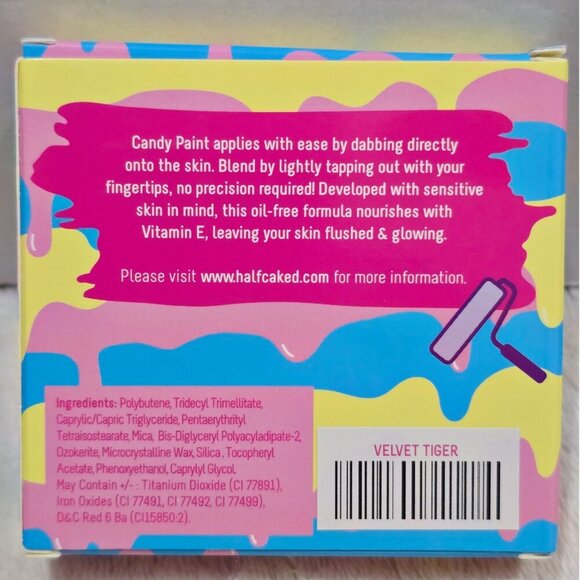 Candy Paint applies with ease by dabbing directly
onto the skin. Blend by lightly tapping out with your
fingertips, no precision required! Developed with sensitive
skin in mind, this oil-free formula nourishes with
Vitamin E, leaving your skin flushed & glowing.
Please visit www.halfcaked.com for more information.
Ingredients: Polybutene, Tridecyl Trimellitate,
Caprylic/Capric Triglyceride, Pentaerythrityl
Tetraisostearate, Mica, Bis-Diglyceryl Polyacyladipate-2,
Ozokerite, Microcrystalline Wax, Silica, Tocopheryl
Acetate, Phenoxyethanol, Caprylyl Glycol.
May Contain +/- : Titanium Dioxide (CI 77891),
Iron Oxides (CI 77491, CI 77492, CI 77499),
D&C Red 6 Ba (CI15850:2).
VELVET TIGER